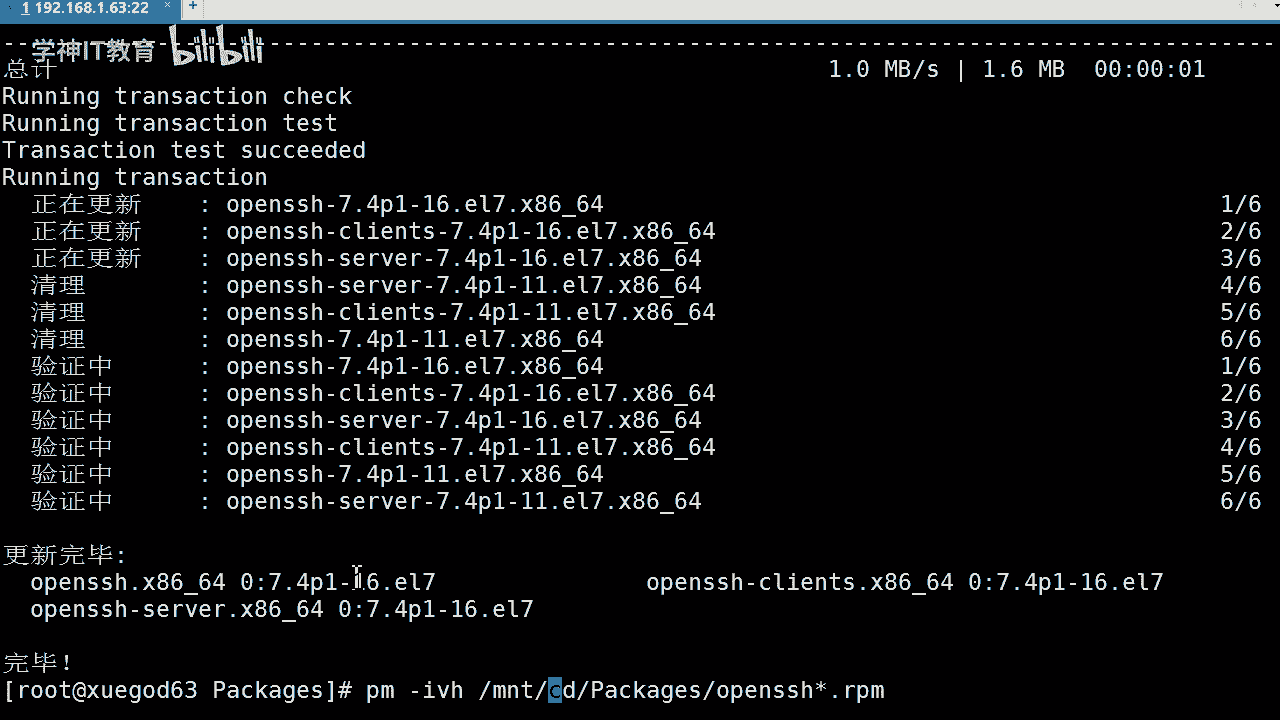 1 192.168.1.63:22 × +
学神IT教育 bilibili
总计 1.0 MB/s | 1.6 MB 00:00:01
Running transaction check
Running transaction test
Transaction test succeeded
Running transaction
正在更新 : openssh-7.4p1-16.el7.x86_64 1/6
正在更新 : openssh-clients-7.4p1-16.el7.x86_64 2/6
正在更新 : openssh-server-7.4p1-16.el7.x86_64 3/6
清理 : openssh-server-7.4p1-11.el7.x86_64 4/6
清理 : openssh-clients-7.4p1-11.el7.x86_64 5/6
清理 : openssh-7.4p1-11.el7.x86_64 6/6
验证中 : openssh-7.4p1-16.el7.x86_64 1/6
验证中 : openssh-clients-7.4p1-16.el7.x86_64 2/6
验证中 : openssh-server-7.4p1-16.el7.x86_64 3/6
验证中 : openssh-clients-7.4p1-11.el7.x86_64 4/6
验证中 : openssh-7.4p1-11.el7.x86_64 5/6
验证中 : openssh-server-7.4p1-11.el7.x86_64 6/6
更新完毕:
openssh.x86_64 0:7.4p1-16.el7 openssh-clients.x86_64 0:7.4p1-16.el7
openssh-server.x86_64 0:7.4p1-16.el7
完毕！
[root@xuegod63 Packages]# pm -ivh /mnt/cd/Packages/openssh*.rpm